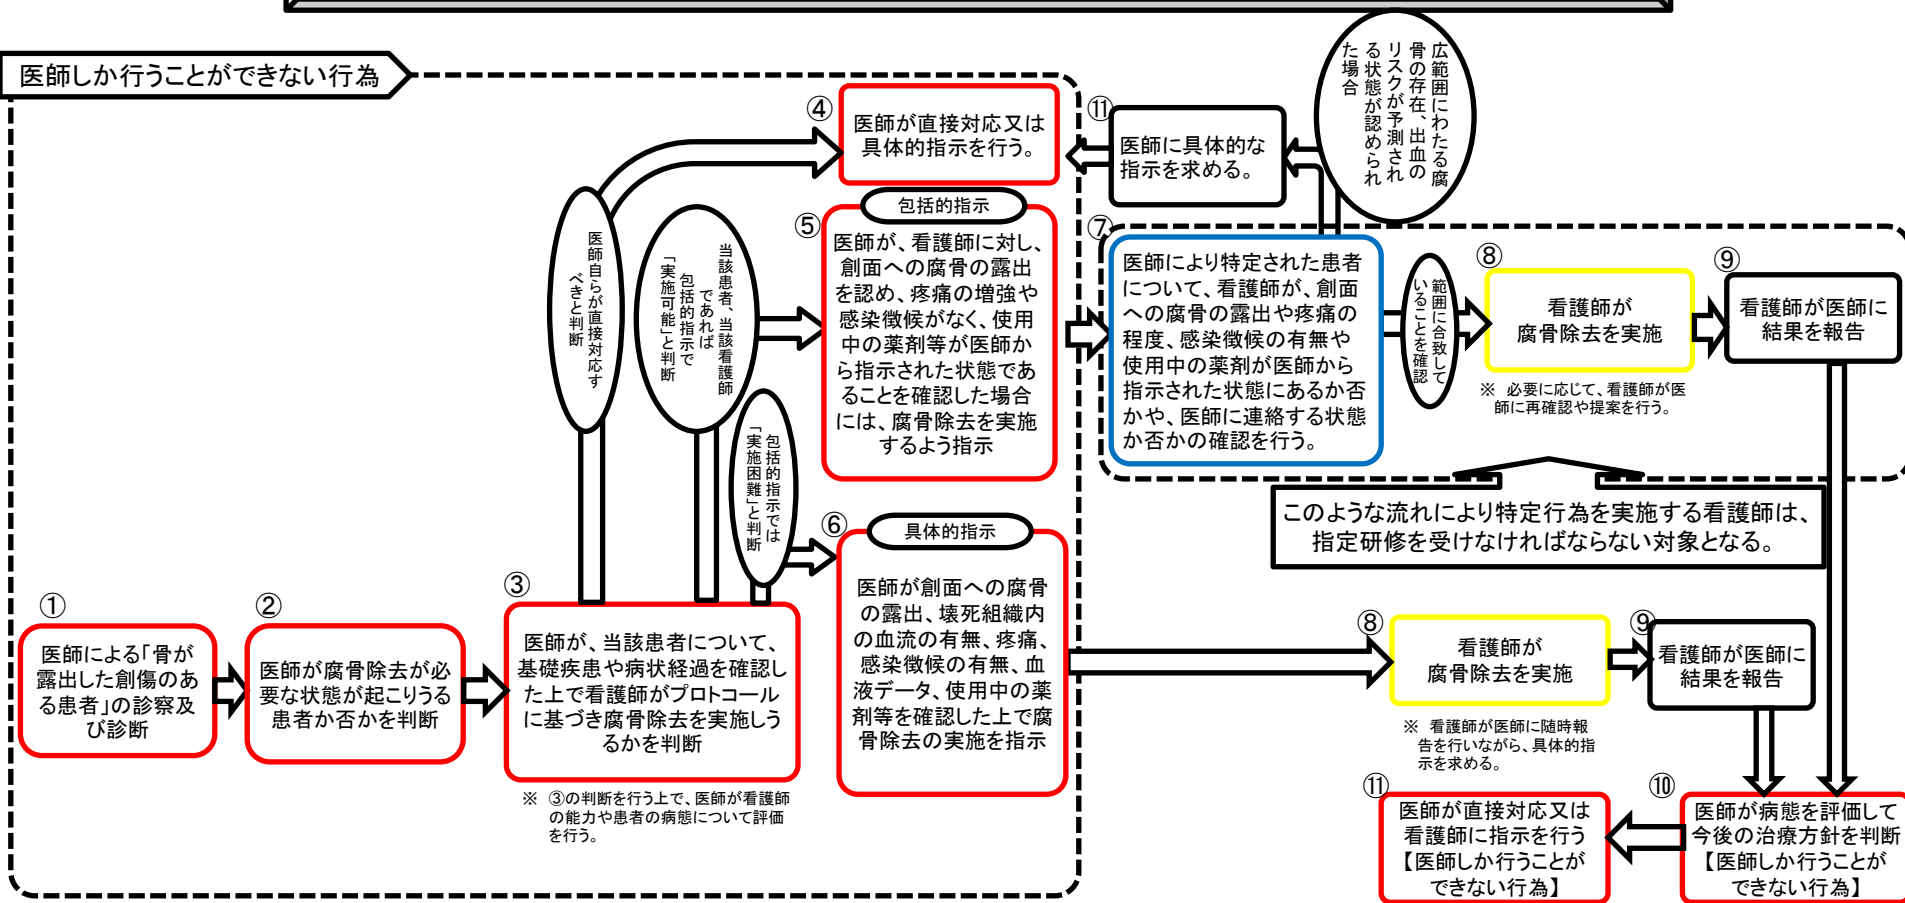 医師しか行うことができない行為
①
医師による「骨が
露出した創傷のあ
る患者」の診察及
び診断
②
医師が腐骨除去が必
要な状態が起こりうる
患者か否かを判断
③
医師が、当該患者について、
基礎疾患や病状経過を確認し
た上で看護師がプロトコール
に基づき腐骨除去を実施しう
るかを判断
※ ③の判断を行う上で、医師が看護師
の能力や患者の病態について評価
を行う。
医師自らが直接対応す
べきと判断
当該患者、当該看護師
であれば
包括的指示で
「実施可能」と判断
包括的指示では
「実施困難」と判断
④
医師が直接対応又は
具体的指示を行う。
⑤
包括的指示
医師が、看護師に対し、
創面への腐骨の露出
を認め、疼痛の増強や
感染徴候がなく、使用
中の薬剤等が医師か
ら指示された状態であ
ることを確認した場合
には、腐骨除去を実施
するよう指示
⑥
具体的指示
医師が創面への腐骨
の露出、壊死組織内
の血流の有無、疼痛、
感染徴候の有無、血
液データ、使用中の薬
剤等を確認した上で腐
骨除去の実施を指示
⑪
医師に具体的な
指示を求める。
広範囲にわたる腐
骨の存在、出血の
リスクが予測され
る状態が認められ
た場合
⑦
医師により特定された患者
について、看護師が、創面
への腐骨の露出や疼痛の
程度、感染徴候の有無や
使用中の薬剤が医師から
指示された状態にあるか否
かや、医師に連絡する状態
か否かの確認を行う。
範囲に合致して
いることを確認
⑧
看護師が
腐骨除去を実施
※ 必要に応じて、看護師が医
師に再確認や提案を行う。
⑨
看護師が医師に
結果を報告
このような流れにより特定行為を実施する看護師は、
指定研修を受けなければならない対象となる。
⑧
看護師が
腐骨除去を実施
※ 看護師が医師に随時報
告を行いながら、具体的指
示を求める。
⑨
看護師が医師に
結果を報告
⑩
医師が病態を評価して
今後の治療方針を判断
【医師しか行うことが
できない行為】
⑪
医師が直接対応又は
看護師に指示を行う
【医師しか行うことが
できない行為】